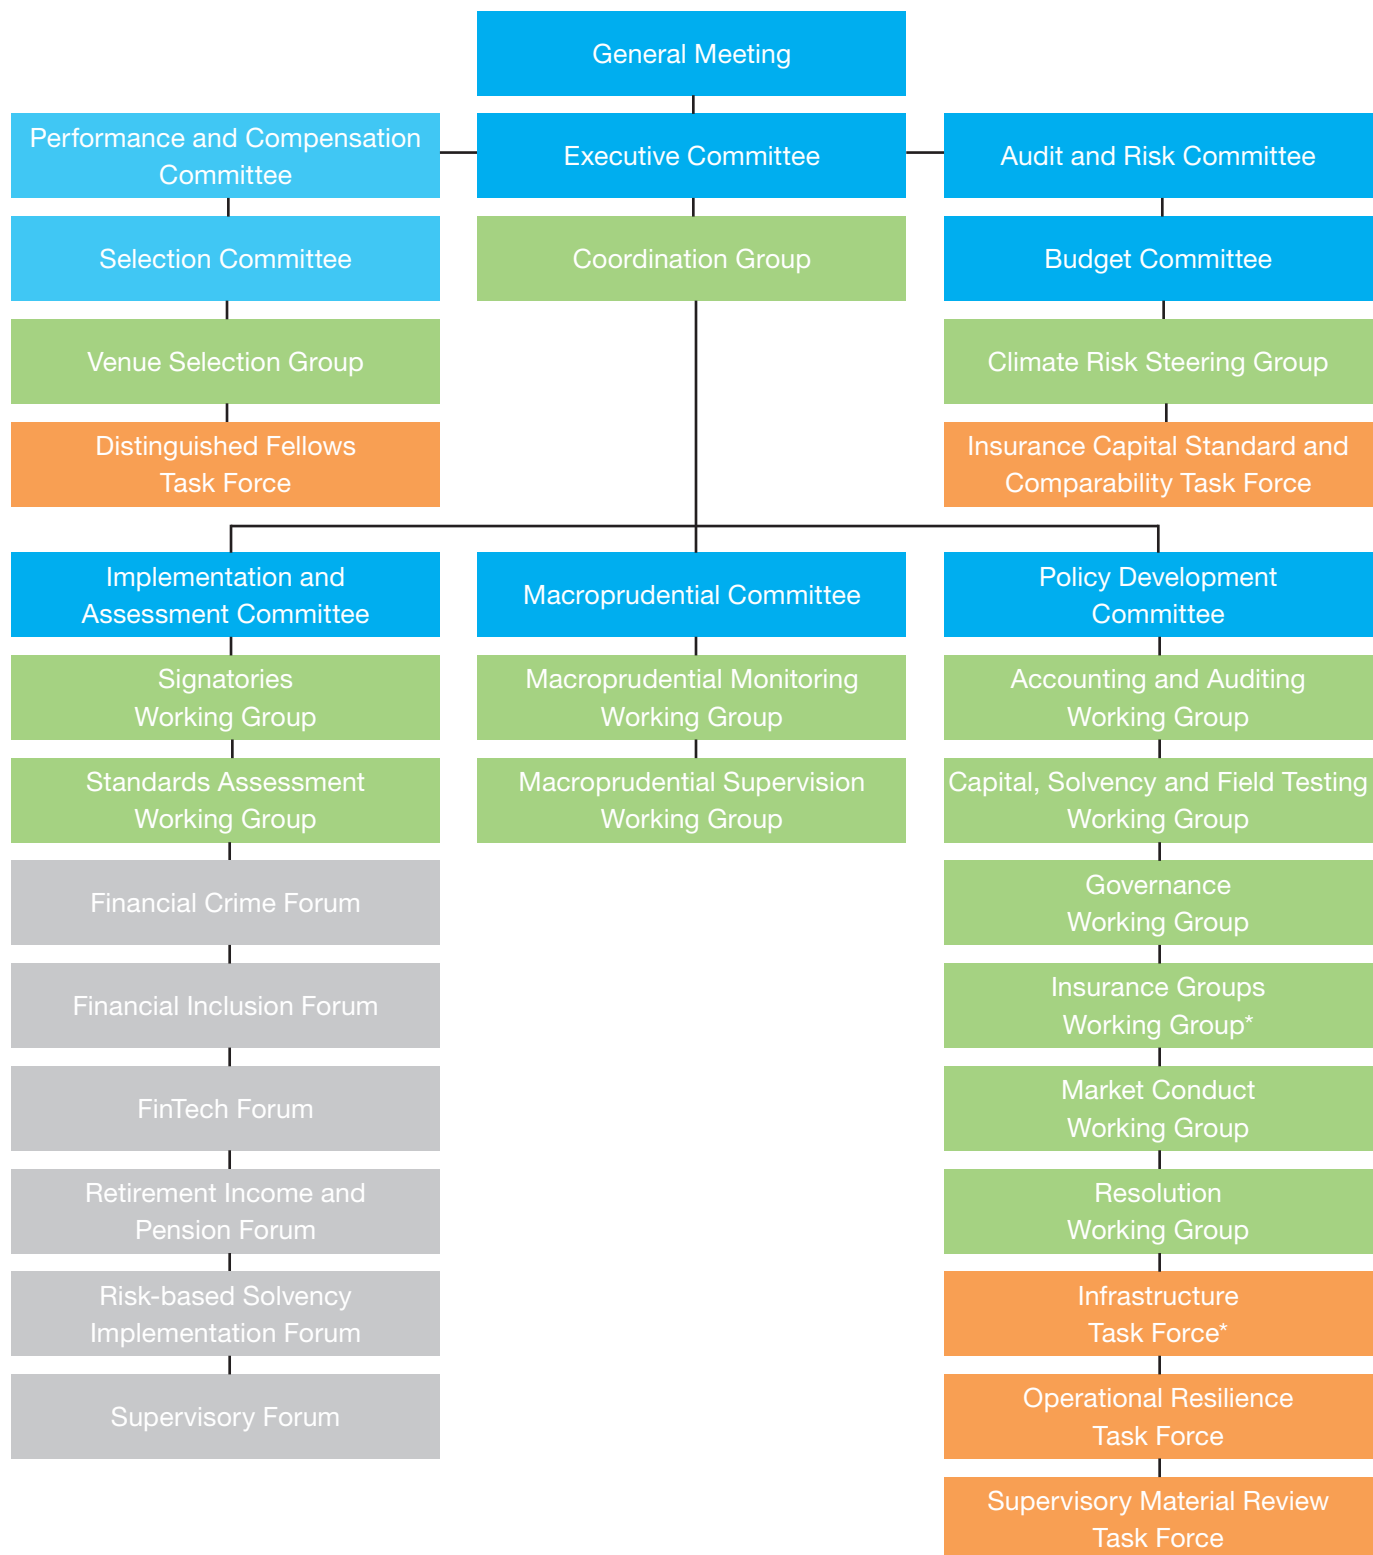 General Meeting
Performance and Compensation
Committee
Executive Committee
Audit and Risk Committee
Selection Committee
Coordination Group
Budget Committee
Venue Selection Group
Climate Risk Steering Group
Distinguished Fellows
Task Force
Insurance Capital Standard and
Comparability Task Force
Implementation and
Assessment Committee
Macroprudential Committee
Policy Development
Committee
Signatories
Working Group
Macroprudential Monitoring
Working Group
Accounting and Auditing
Working Group
Standards Assessment
Working Group
Macroprudential Supervision
Working Group
Capital, Solvency and Field Testing
Working Group
Financial Crime Forum
Governance
Working Group
Financial Inclusion Forum
Insurance Groups
Working Group*
FinTech Forum
Market Conduct
Working Group
Retirement Income and
Pension Forum
Resolution
Working Group
Risk-based Solvency
Implementation Forum
Infrastructure
Task Force*
Supervisory Forum
Operational Resilience
Task Force
Supervisory Material Review
Task Force